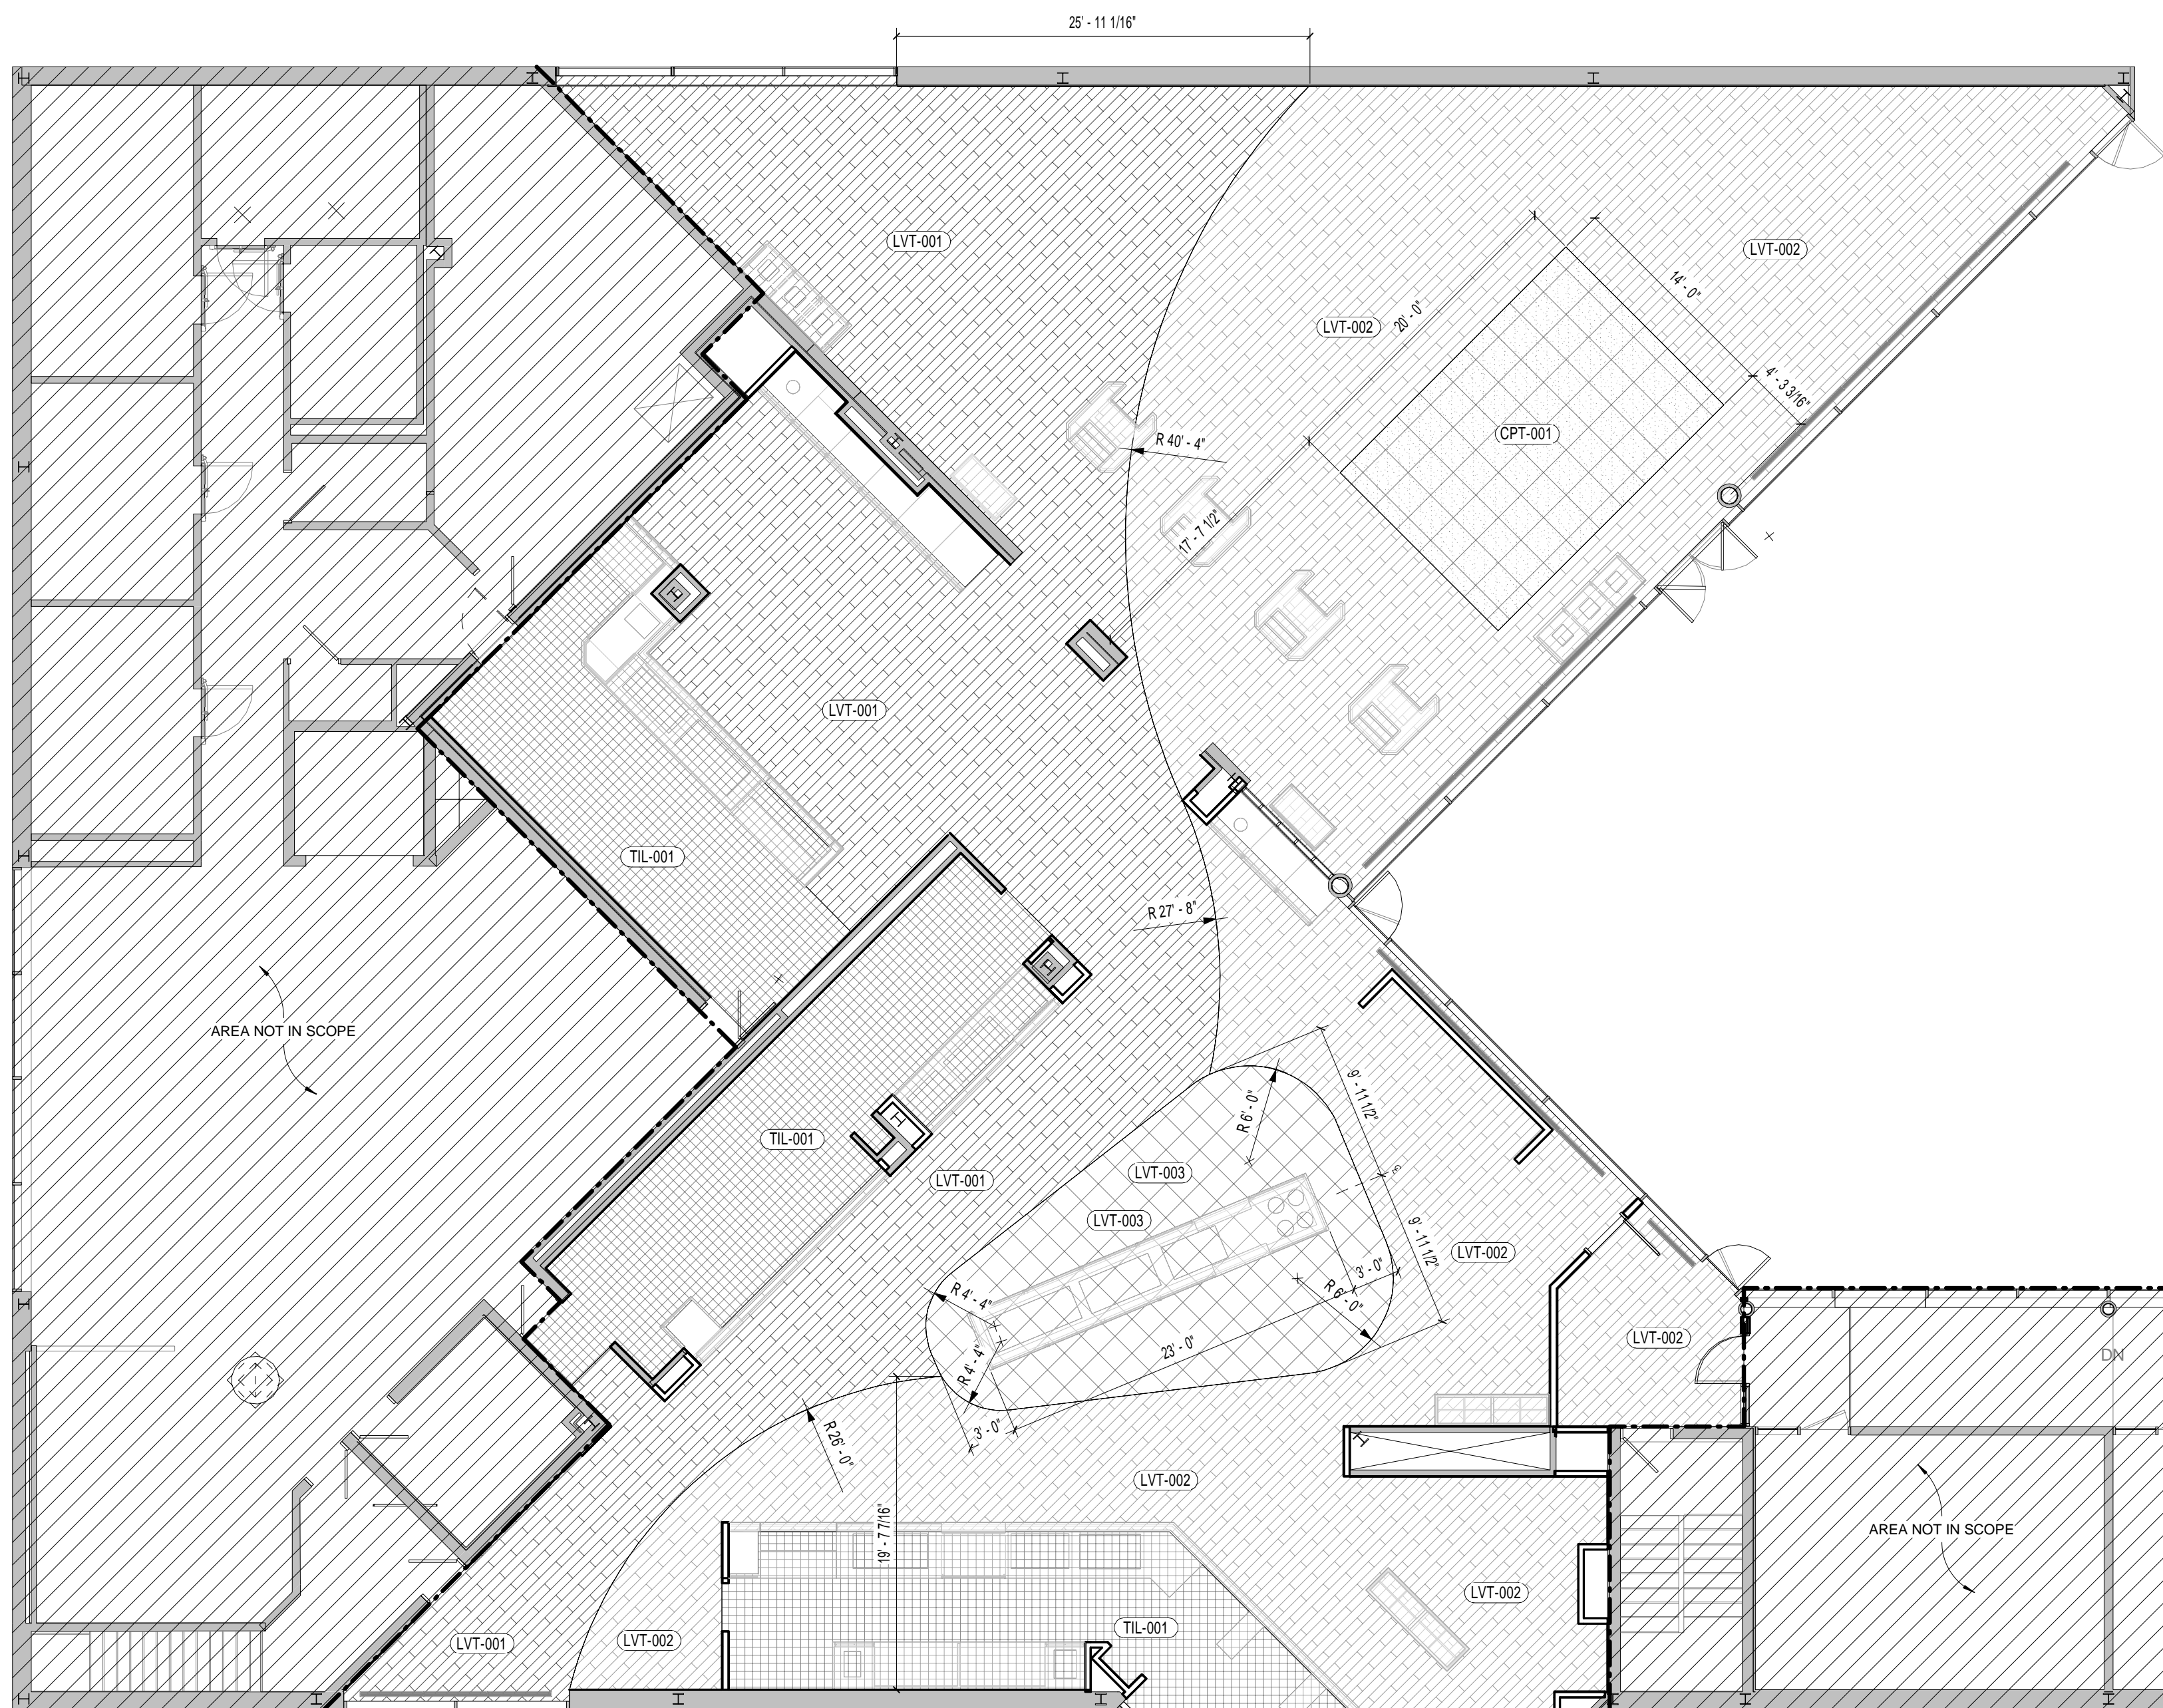 25' - 11 1/16"
LVT-001
LVT-002
14' - 0"
20' - 0"
LVT-002
4' - 3 3/16"
CPT-001
R 40' - 4"
17' - 7 1/2"
LVT-001
TIL-001
R 27' - 8"
AREA NOT IN SCOPE
9' - 11 1/2"
R 6' - 0"
TIL-001
LVT-003
LVT-001
LVT-003
9' - 11 1/2"
LVT-002
3' - 0"
R 6' - 0"
R 4' - 4"
LVT-002
23' - 0"
DN
R 4' - 4"
3' - 0"
R 26' - 0"
LVT-002
19' - 7 7/16"
AREA NOT IN SCOPE
LVT-002
TIL-001
LVT-001
LVT-002